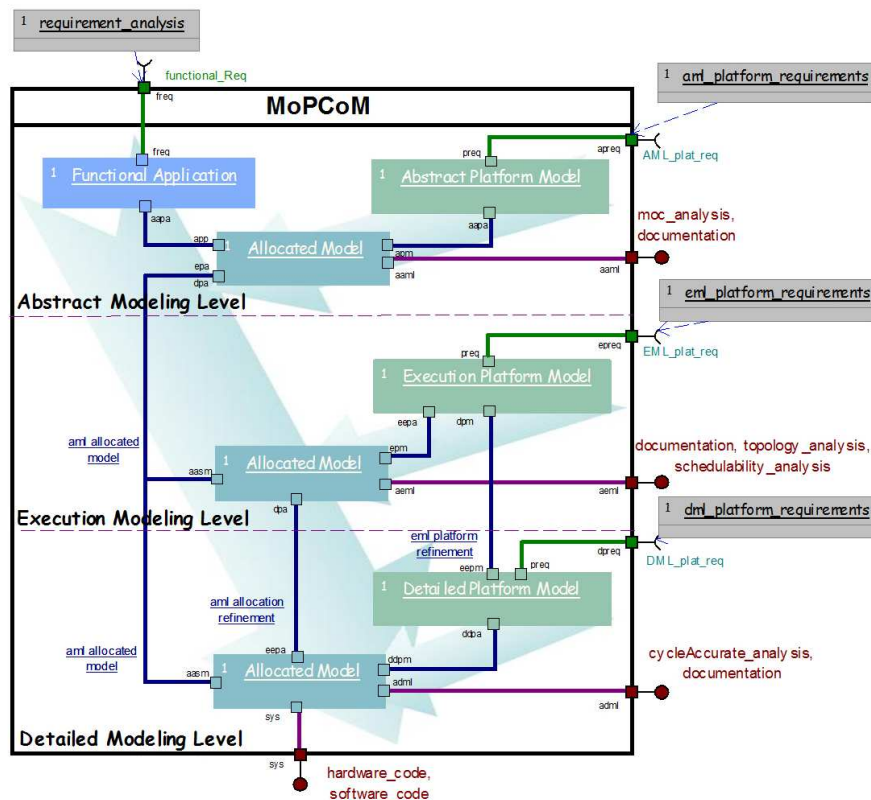 1 requirement_analysis
functional_Req
freq
1 aml_platform_requirements
MoPCoM
freq
preq
apreq
AML_plat_req
1 Functional Application
1 Abstract Platform Model
aapa
aapa
moc_analysis,
documentation
app
1 Allocated Model
apm
epa
dpa
aaml
aaml
Abstract Modeling Level
1 eml_platform_requirements
preq
epreq
EML_plat_req
1 Execution Platform Model
eepa
dpm
aml allocated
model
epm
aasm
1 Allocated Model
documentation, topology_analysis,
schedulability_analysis
aeml
aeml
dpa
Execution Modeling Level
1 dml_platform_requirements
eml platform
refinement
dpreq
DML_plat_req
eepm
preq
1 Detailed Platform Model
aml allocation
refinement
ddpa
aml allocated
model
eepa
ddpm
cycleAccurate_analysis,
documentation
aasm
1 Allocated Model
adml
adml
sys
Detailed Modeling Level
sys
hardware_code,
software_code